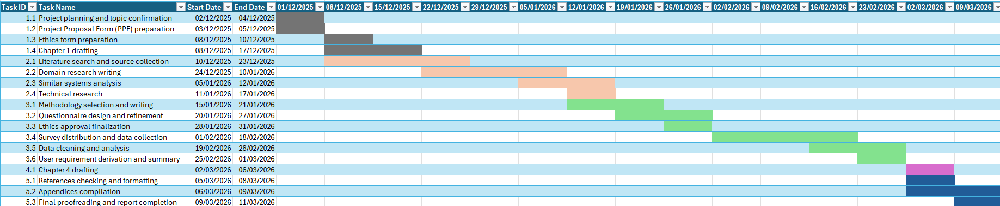 Task ID Task Name Start Date End Date 01/12/2025 08/12/2025 15/12/2025 22/12/2025 29/12/2025 05/01/2026 12/01/2026 19/01/2026 26/01/2026 02/02/2026 09/02/2026 16/02/2026 23/02/2026 02/03/2026 09/03/2026
1.1 Project planning and topic confirmation 02/12/2025 04/12/2025
1.2 Project Proposal Form (PPF) preparation 03/12/2025 05/12/2025
1.3 Ethics form preparation 08/12/2025 10/12/2025
1.4 Chapter 1 drafting 08/12/2025 17/12/2025
2.1 Literature search and source collection 10/12/2025 23/12/2025
2.2 Domain research writing 24/12/2025 10/01/2026
2.3 Similar systems analysis 05/01/2026 12/01/2026
2.4 Technical research 11/01/2026 17/01/2026
3.1 Methodology selection and writing 15/01/2026 21/01/2026
3.2 Questionnaire design and refinement 20/01/2026 27/01/2026
3.3 Ethics approval finalization 28/01/2026 31/01/2026
3.4 Survey distribution and data collection 01/02/2026 18/02/2026
3.5 Data cleaning and analysis 19/02/2026 28/02/2026
3.6 User requirement derivation and summary 25/02/2026 01/03/2026
4.1 Chapter 4 drafting 02/03/2026 06/03/2026
5.1 References checking and formatting 05/03/2026 08/03/2026
5.2 Appendices compilation 06/03/2026 09/03/2026
5.3 Final proofreading and report completion 09/03/2026 11/03/2026